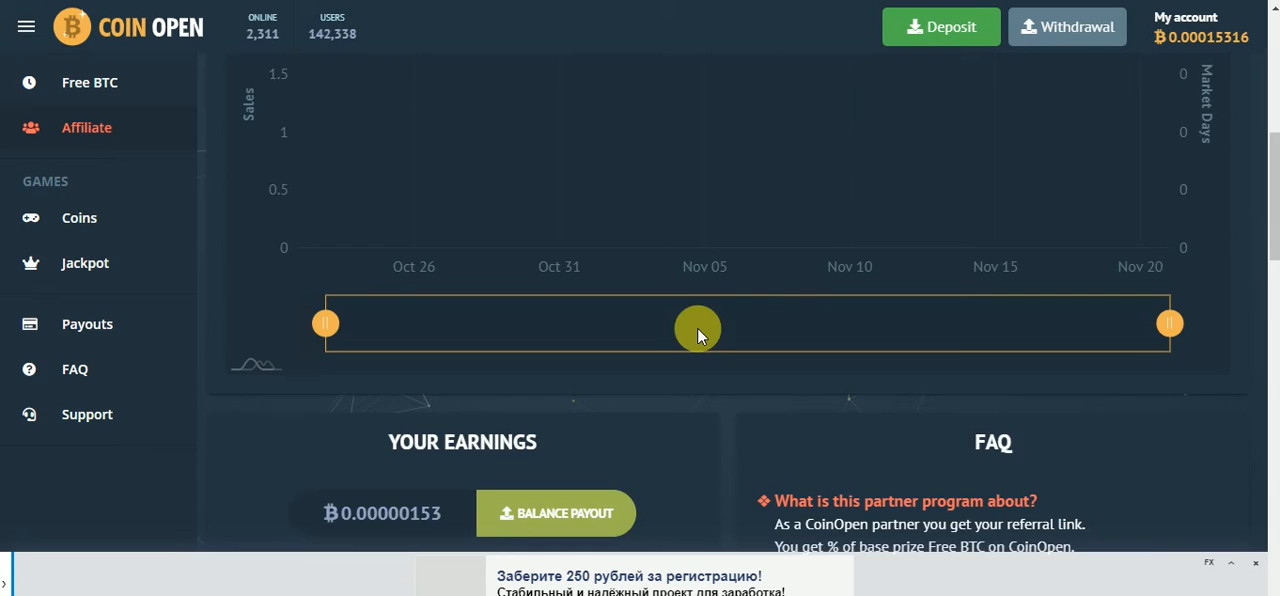 COIN OPEN
ONLINE
2,311
USERS
142,338
Deposit
Withdrawal
My account
0.00015316
Free BTC
Affiliate
GAMES
Coins
Jackpot
Payouts
FAQ
Support
Sales
1.5
1
0.5
0
0
0
0
0
Market Days
Oct 26
Oct 31
Nov 05
Nov 10
Nov 15
Nov 20
YOUR EARNINGS
0.00000153
BALANCE PAYOUT
FAQ
❖ What is this partner program about?
As a CoinOpen partner you get your referral link.
You get % of base prize Free BTC on CoinOpen.
FX
Заберите 250 рублей за регистрацию!
Стабильный и надёжный проект для заработка!